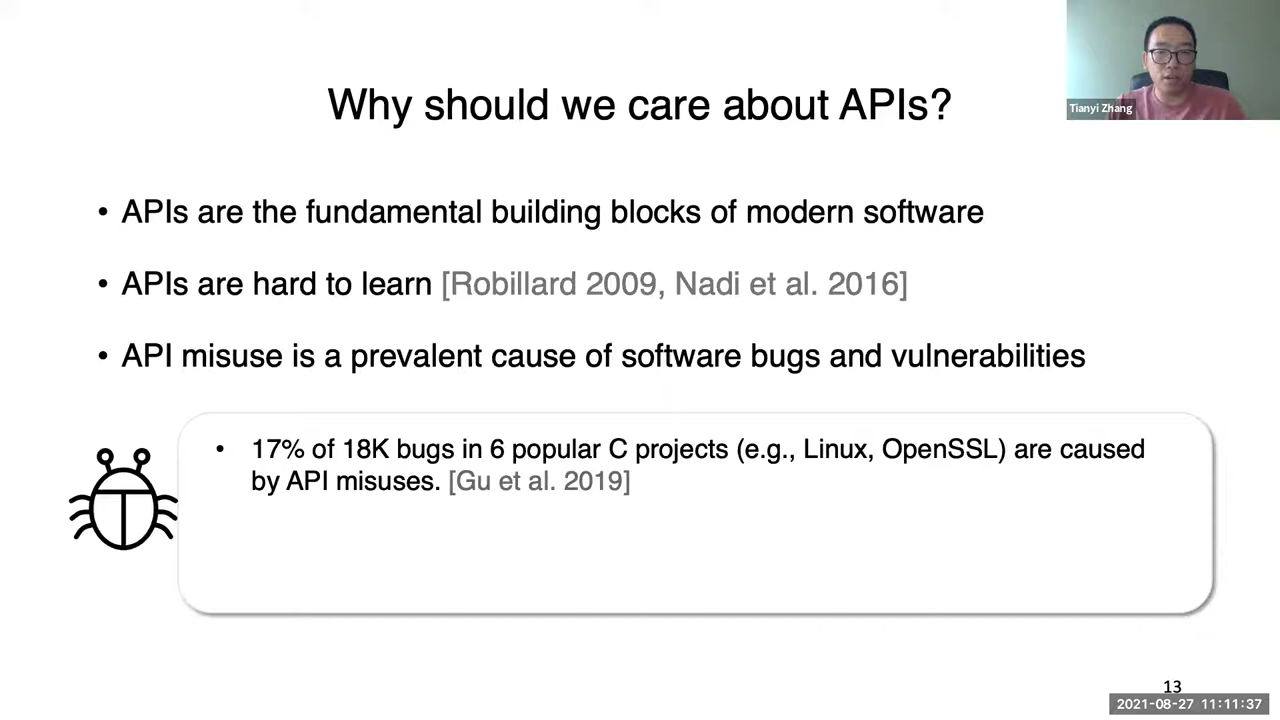 Why should we care about APIs?
Tianyi Zhang
• APIs are the fundamental building blocks of modern software
• APIs are hard to learn [Robillard 2009, Nadi et al. 2016]
• API misuse is a prevalent cause of software bugs and vulnerabilities
• 17% of 18K bugs in 6 popular C projects (e.g., Linux, OpenSSL) are caused
by API misuses. [Gu et al. 2019]
13
2021-08-27 11:11:37